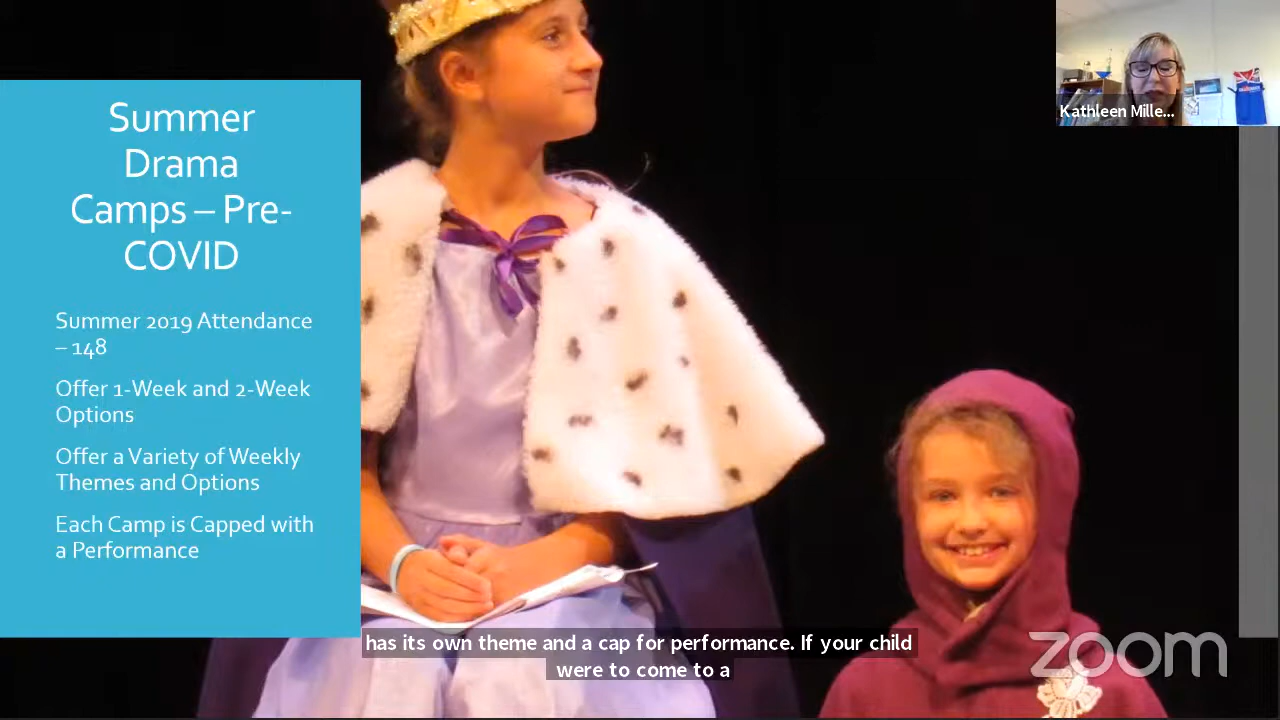 Summer
Drama
Camps – Pre-
COVID
Summer 2019 Attendance
– 148
Offer 1-Week and 2-Week
Options
Offer a Variety of Weekly
Themes and Options
Each Camp is Capped with
a Performance
Kathleen Mille...
has its own theme and a cap for performance. If your child
were to come to a
zoom